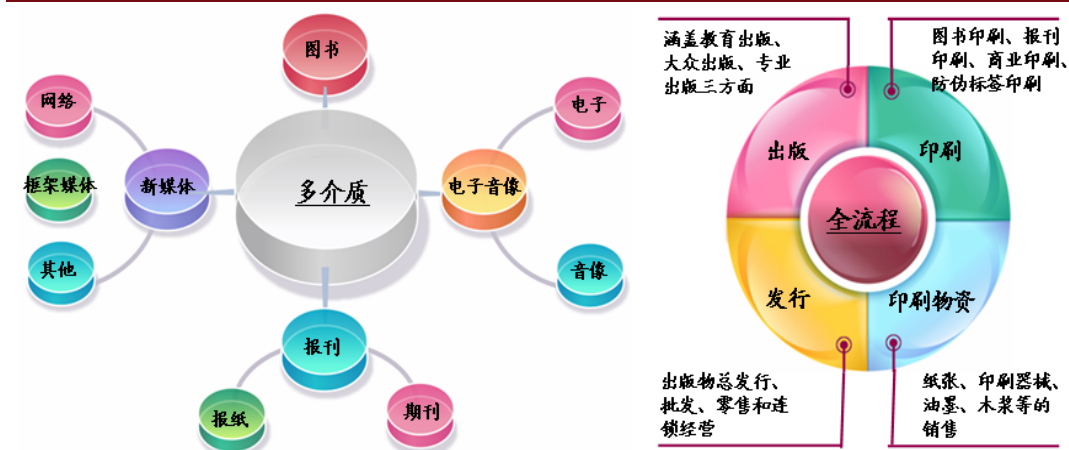 图书
网络
电子
框架媒体
新媒体
多介质
电子音像
其他
音像
报刊
报纸
期刊
涵盖教育出版、
大众出版、专业
出版三方面
图书印刷、报刊
印刷、商业印刷、
防伪标签印刷
出版
印刷
全流程
发行
印刷物资
出版物总发行、
批发、零售和连
锁经营
纸张、印刷器械、
油墨、木浆等的
销售